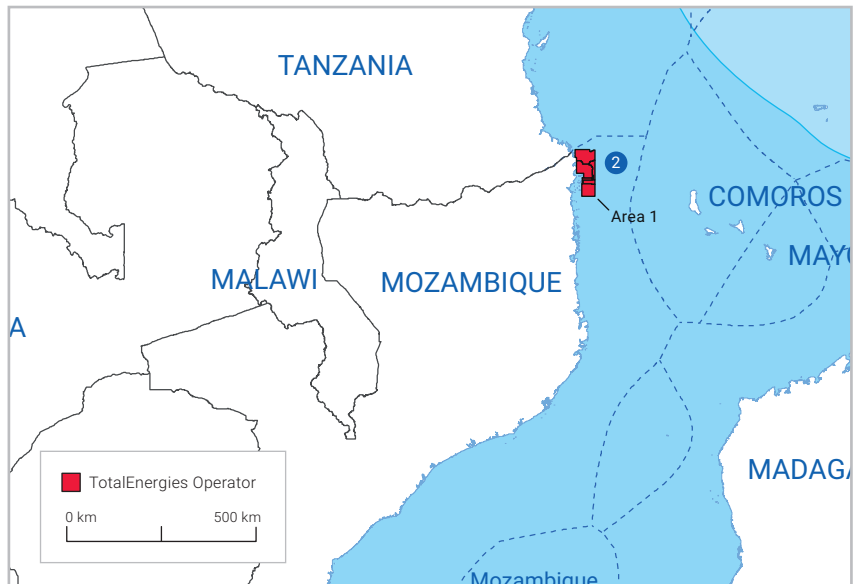 TANZANIA
2
COMOROS
Area 1
MAYO
MALAWI
MOZAMBIQUE
A
MADAGA
TotalEnergies Operator
0 km 500 km
Mozambique